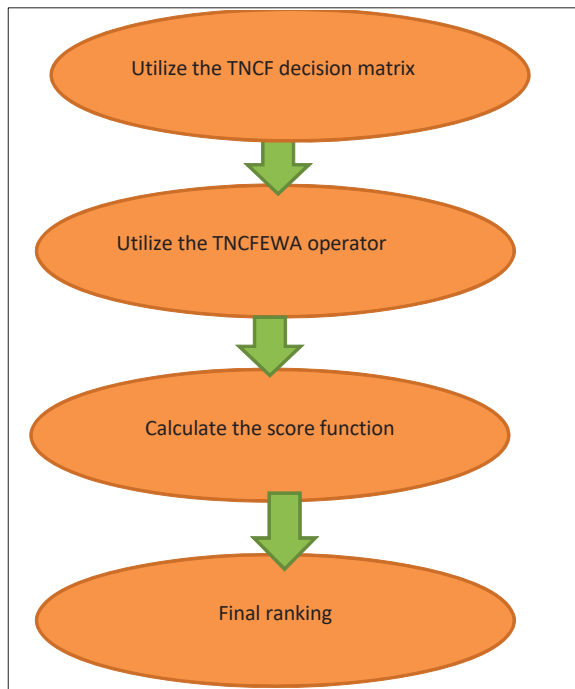 Utilize the TNCF decision matrix
Utilize the TNCFEWA operator
Calculate the score function
Final ranking